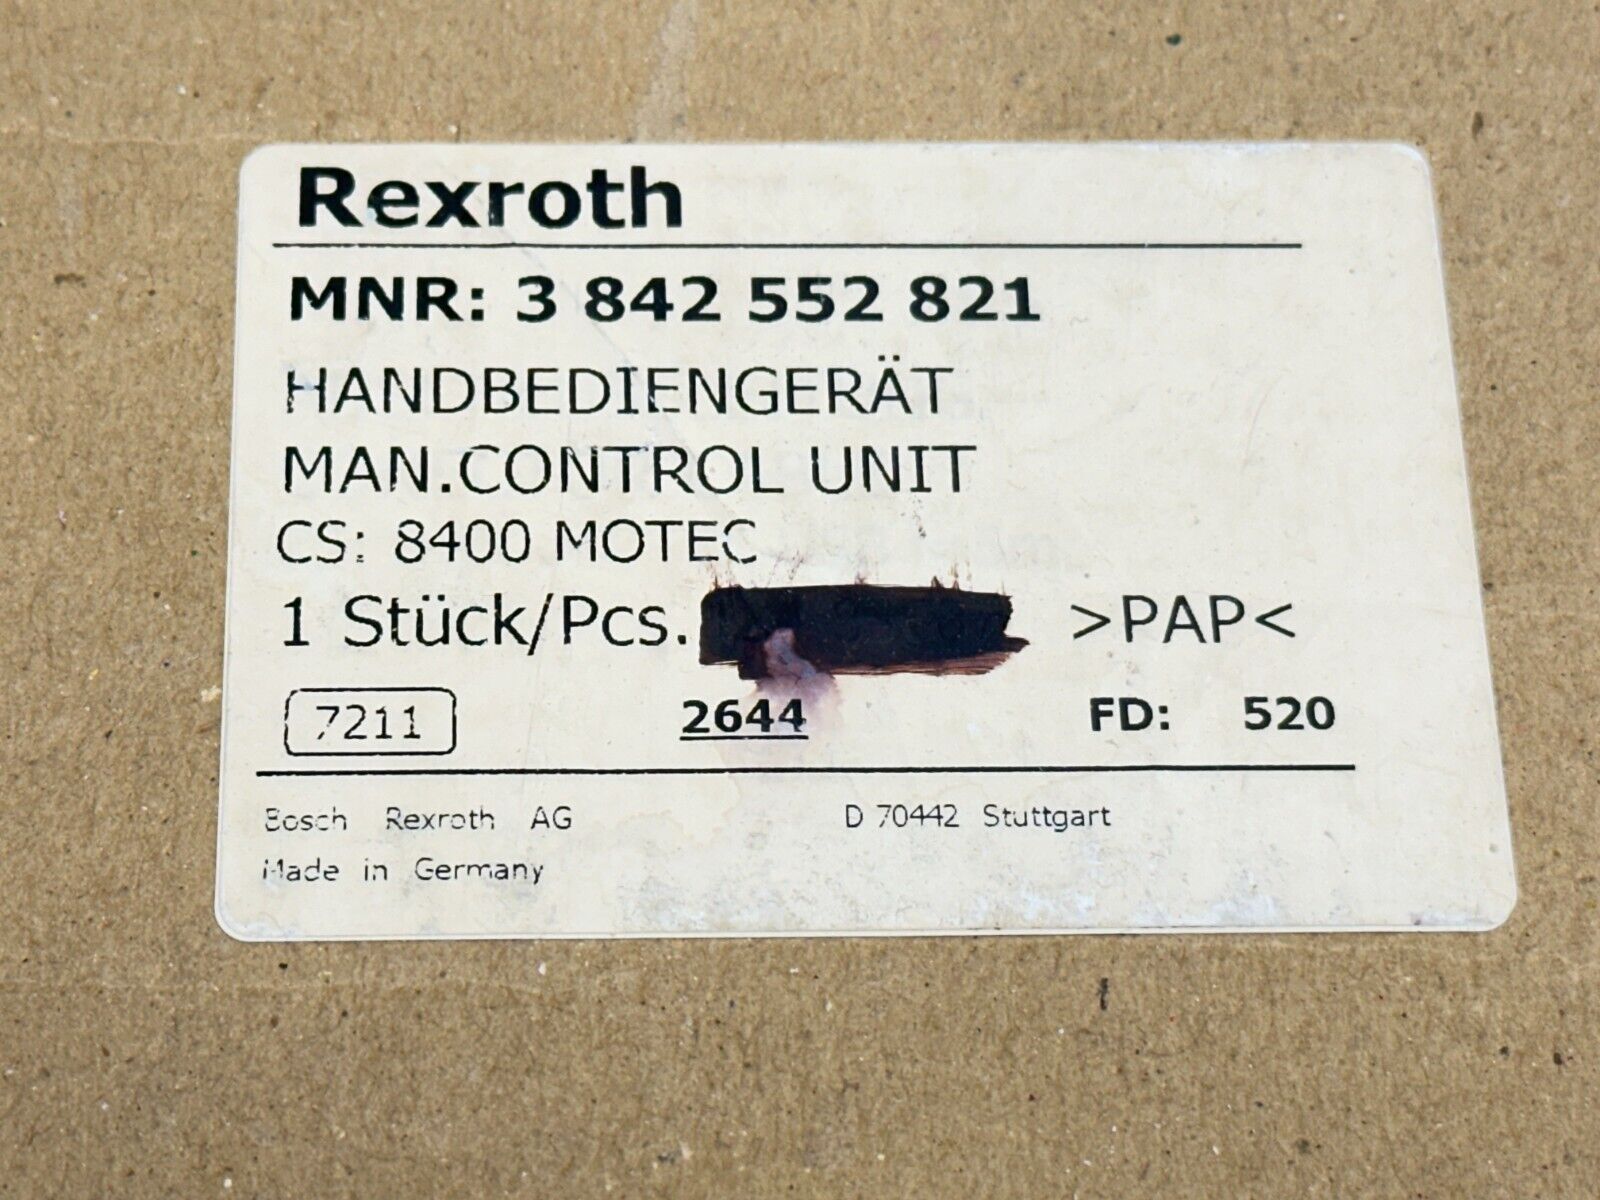 Rexroth
MNR: 3 842 552 821
HANDBEDIENGERÄT
MAN.CONTROL UNIT
CS: 8400 MOTEC
1 Stück/Pcs. >PAP<
7211 2644 FD: 520
Bosch Rexroth AG D 70442 Stuttgart
Made in Germany